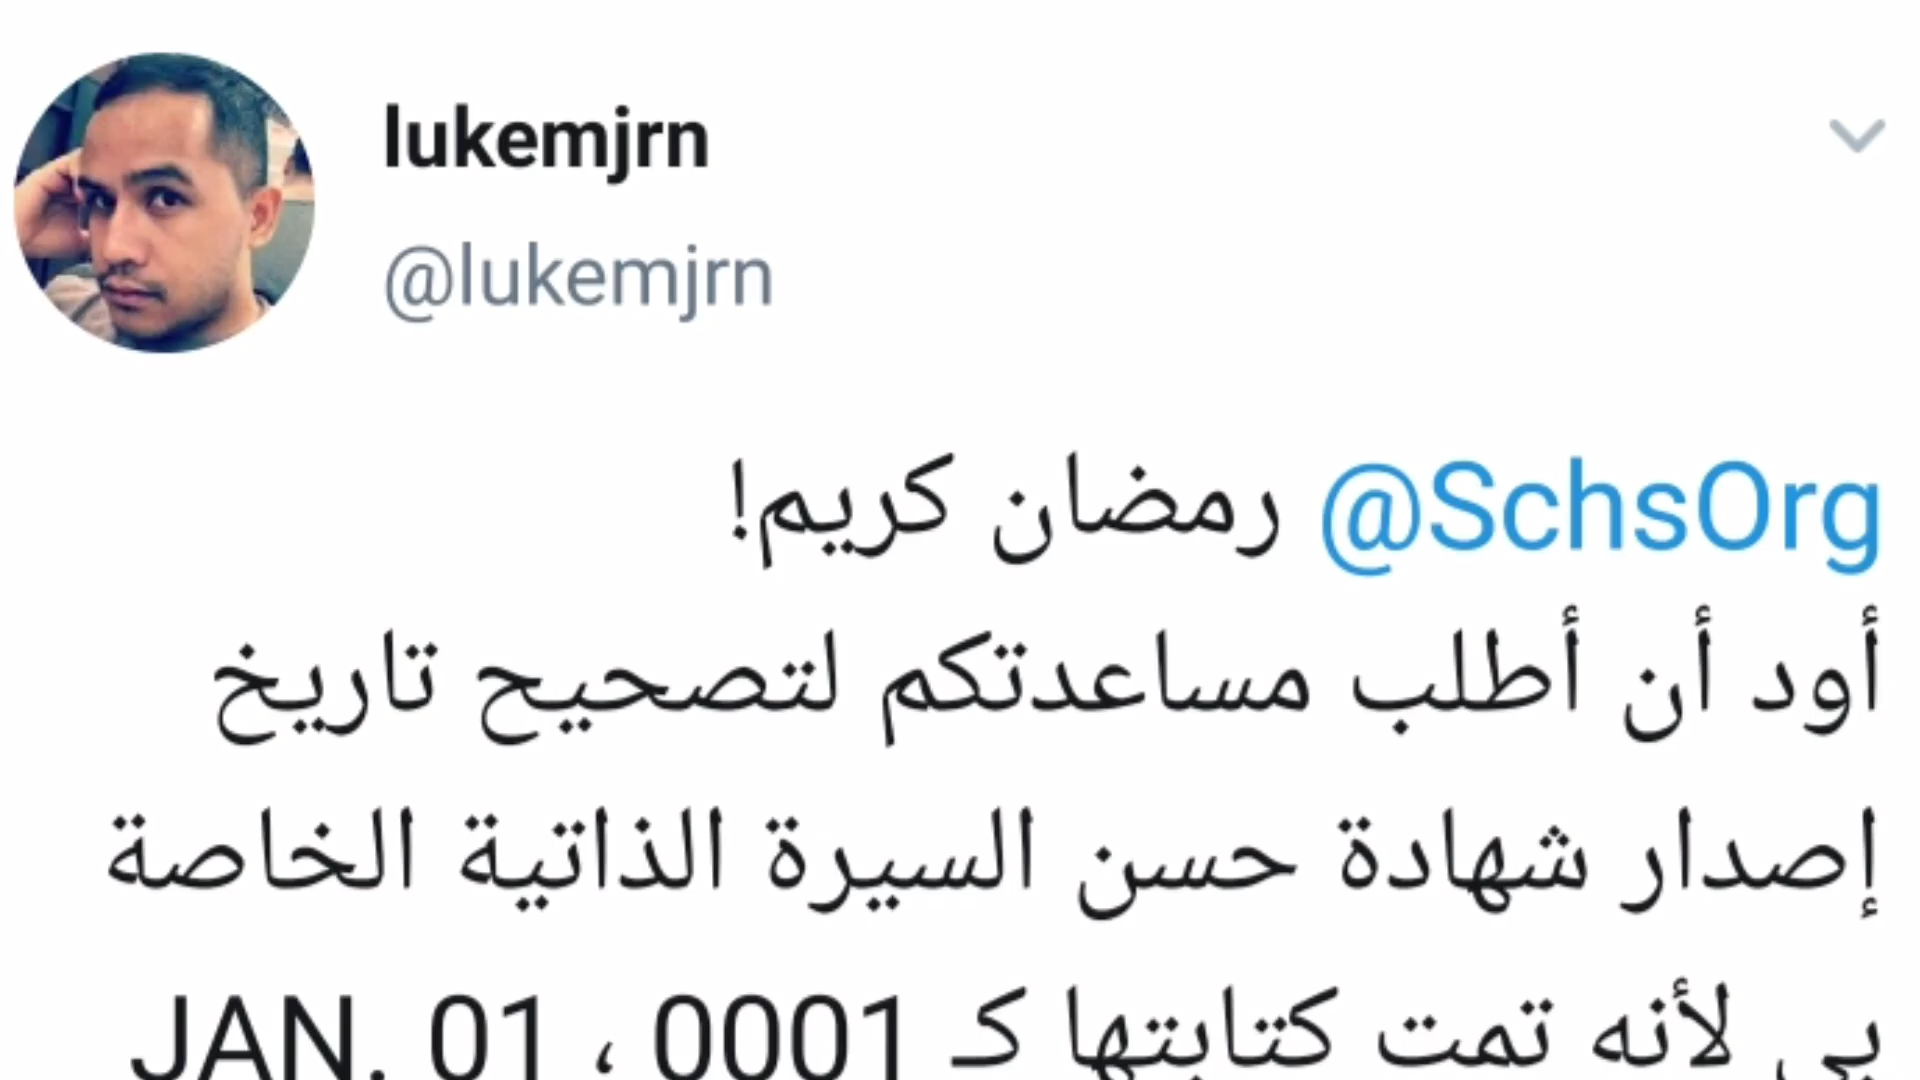 lukemjrn
@lukemjrn
@SchsOrg رمضان كريم!
أود أن أطلب مساعدتكم لتصحيح تاريخ
إصدار شهادة حسن السيرة الذاتية الخاصة
بي لأنه تمت كتابتها كـ JAN. 01 ، 0001